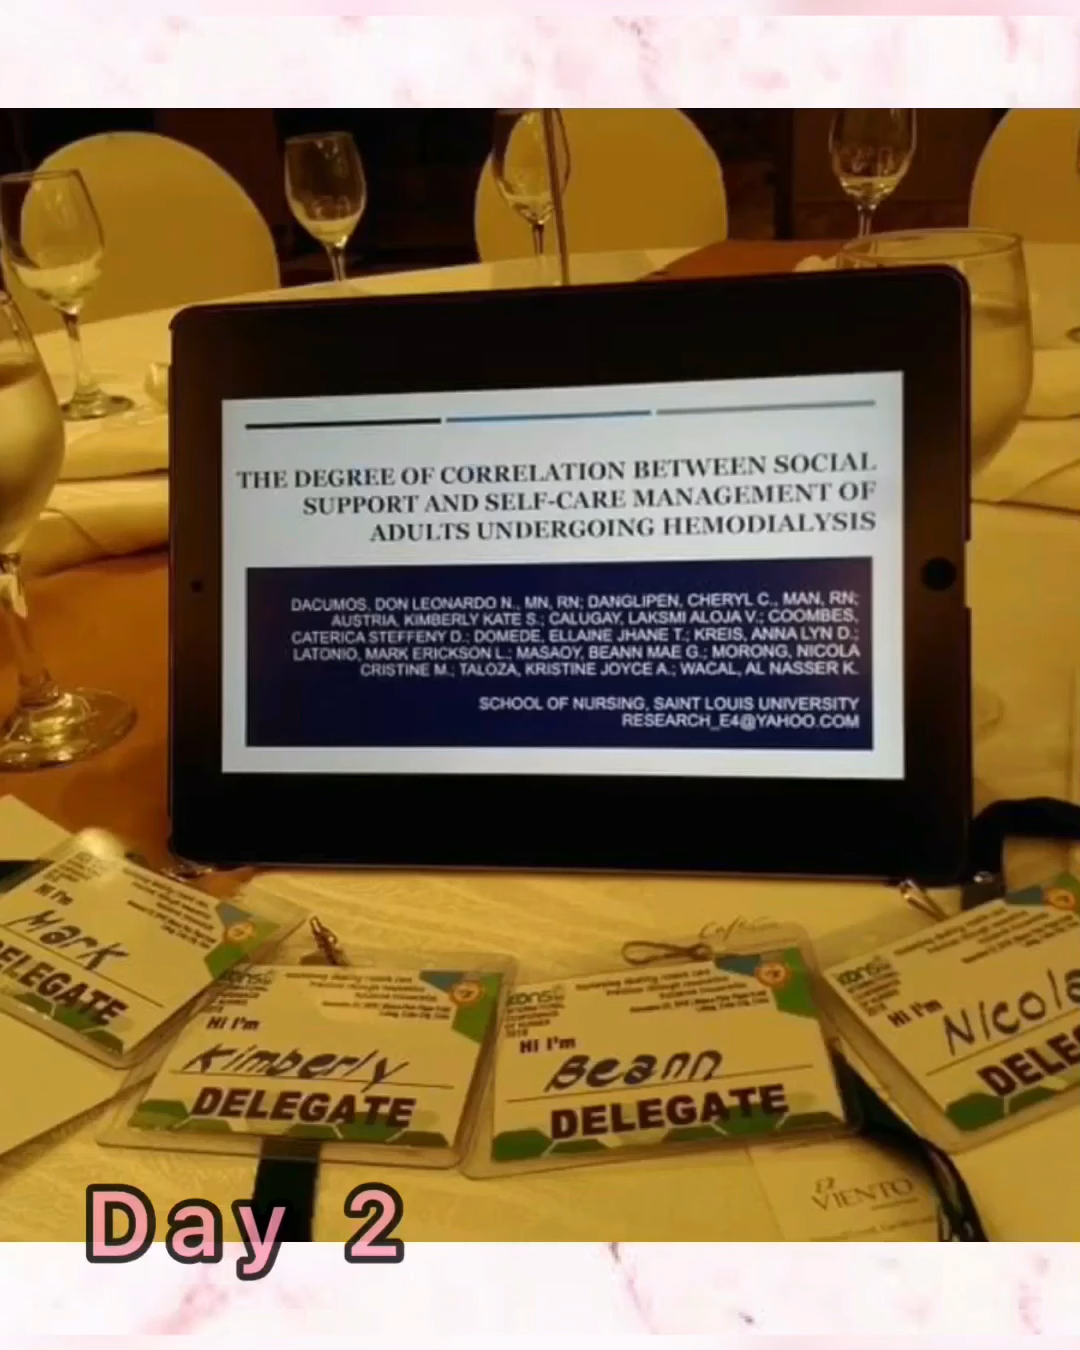 THE DEGREE OF CORRELATION BETWEEN SOCIAL
SUPPORT AND SELF-CARE MANAGEMENT OF
ADULTS UNDERGOING HEMODIALYSIS
DACUMOS, DON LEONARDO N., MN, RN; DANGLIPEN, CHERYL C., MAN, RN;
AUSTRIA, KIMBERLY KATE S.; CALUGAY, LAKSMI ALOJA V.; COOMBES,
CATERICA STEFFENY D.; DOMEDE, ELLAINE JHANE T.; KREIS, ANNA LYN D.;
LATONIO, MARK ERICKSON L.; MASAOY, BEANN MAE G.; MORONG, NICOLA
CRISTINE M.; TALOZA, KRISTINE JOYCE A.; WACAL, AL NASSER K.
SCHOOL OF NURSING, SAINT LOUIS UNIVERSITY
RESEARCH_E4@YAHOO.COM
Hi I'm
Mark
DELEGATE
Hi I'm
Kimberly
DELEGATE
Hi I'm
Beann
DELEGATE
Hi I'm
Nicola
VIENTO
Day 2